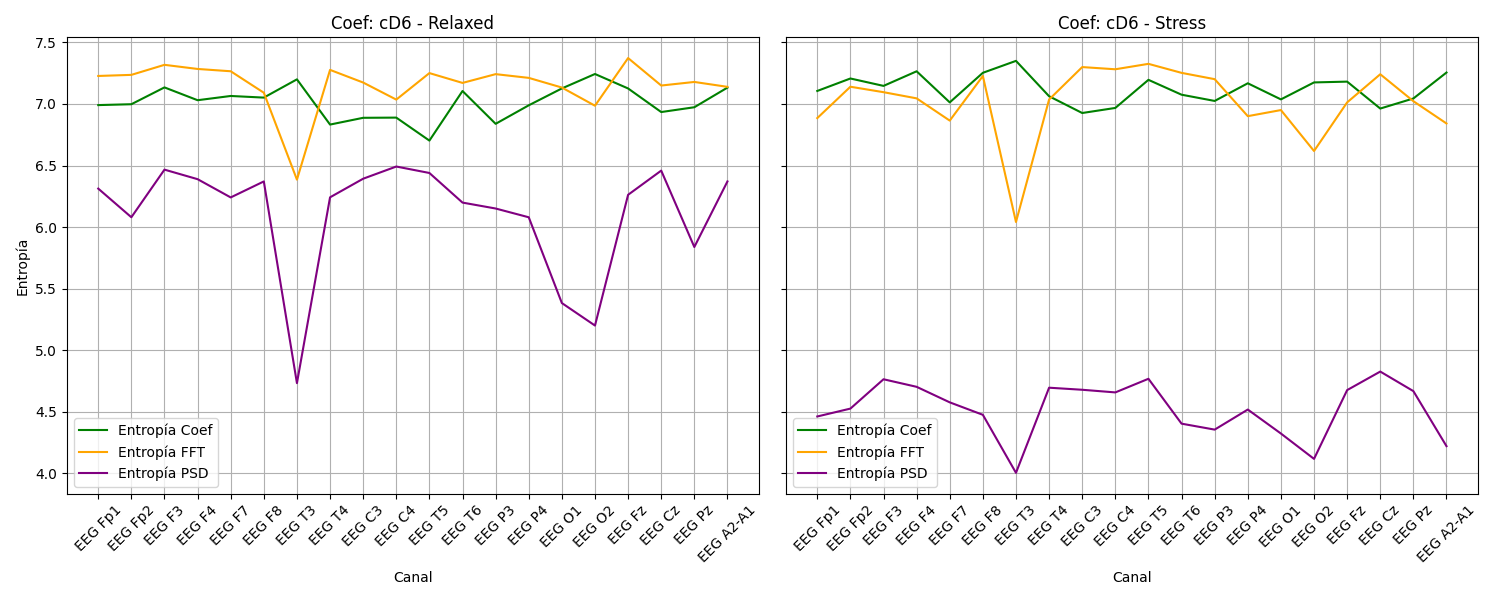 Coef: cD6 - Relaxed
Entropía
7.5
7.0
6.5
6.0
5.5
5.0
4.5
4.0
Entropía Coef
Entropía FFT
Entropía PSD
EEG Fp1
EEG Fp2
EEG F3
EEG F4
EEG F7
EEG F8
EEG T3
EEG T4
EEG C3
EEG C4
EEG T5
EEG T6
EEG P3
EEG P4
EEG O1
EEG O2
EEG Fz
EEG Cz
EEG Pz
EEG A2-A1
Canal
Coef: cD6 - Stress
Entropía Coef
Entropía FFT
Entropía PSD
EEG Fp1
EEG Fp2
EEG F3
EEG F4
EEG F7
EEG F8
EEG T3
EEG T4
EEG C3
EEG C4
EEG T5
EEG T6
EEG P3
EEG P4
EEG O1
EEG O2
EEG Fz
EEG Cz
EEG Pz
EEG A2-A1
Canal